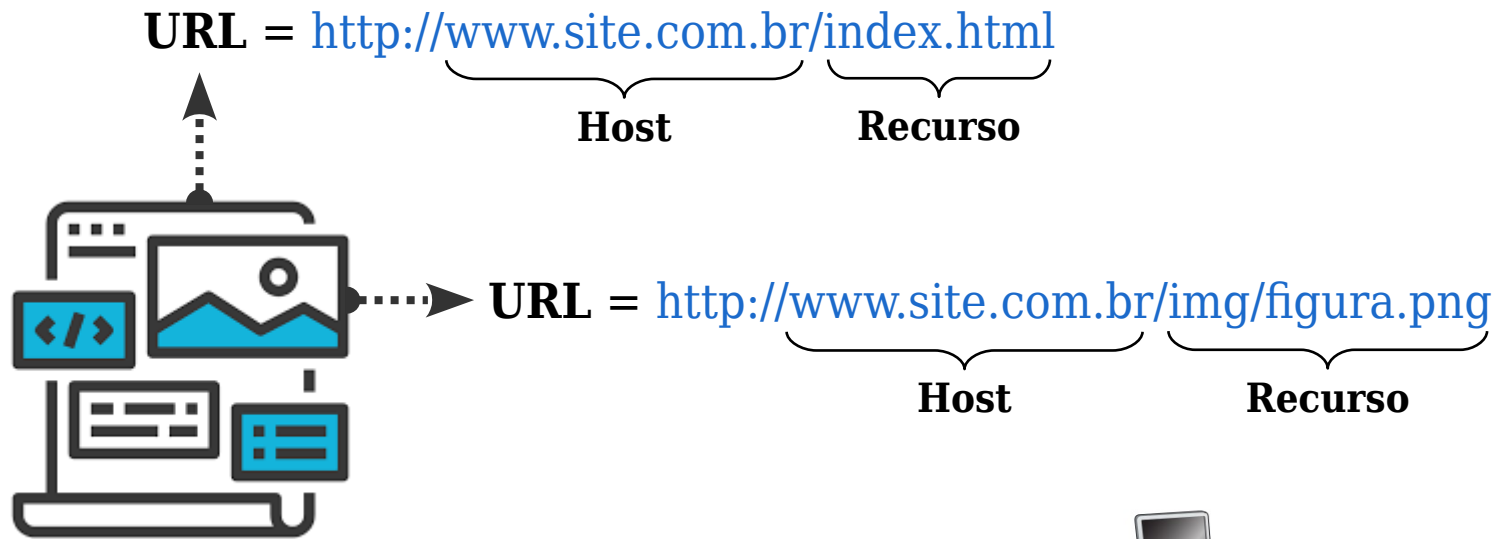 URL = http://www.site.com.br/index.html
Host Recurso
</>
URL = http://www.site.com.br/img/figura.png
Host Recurso